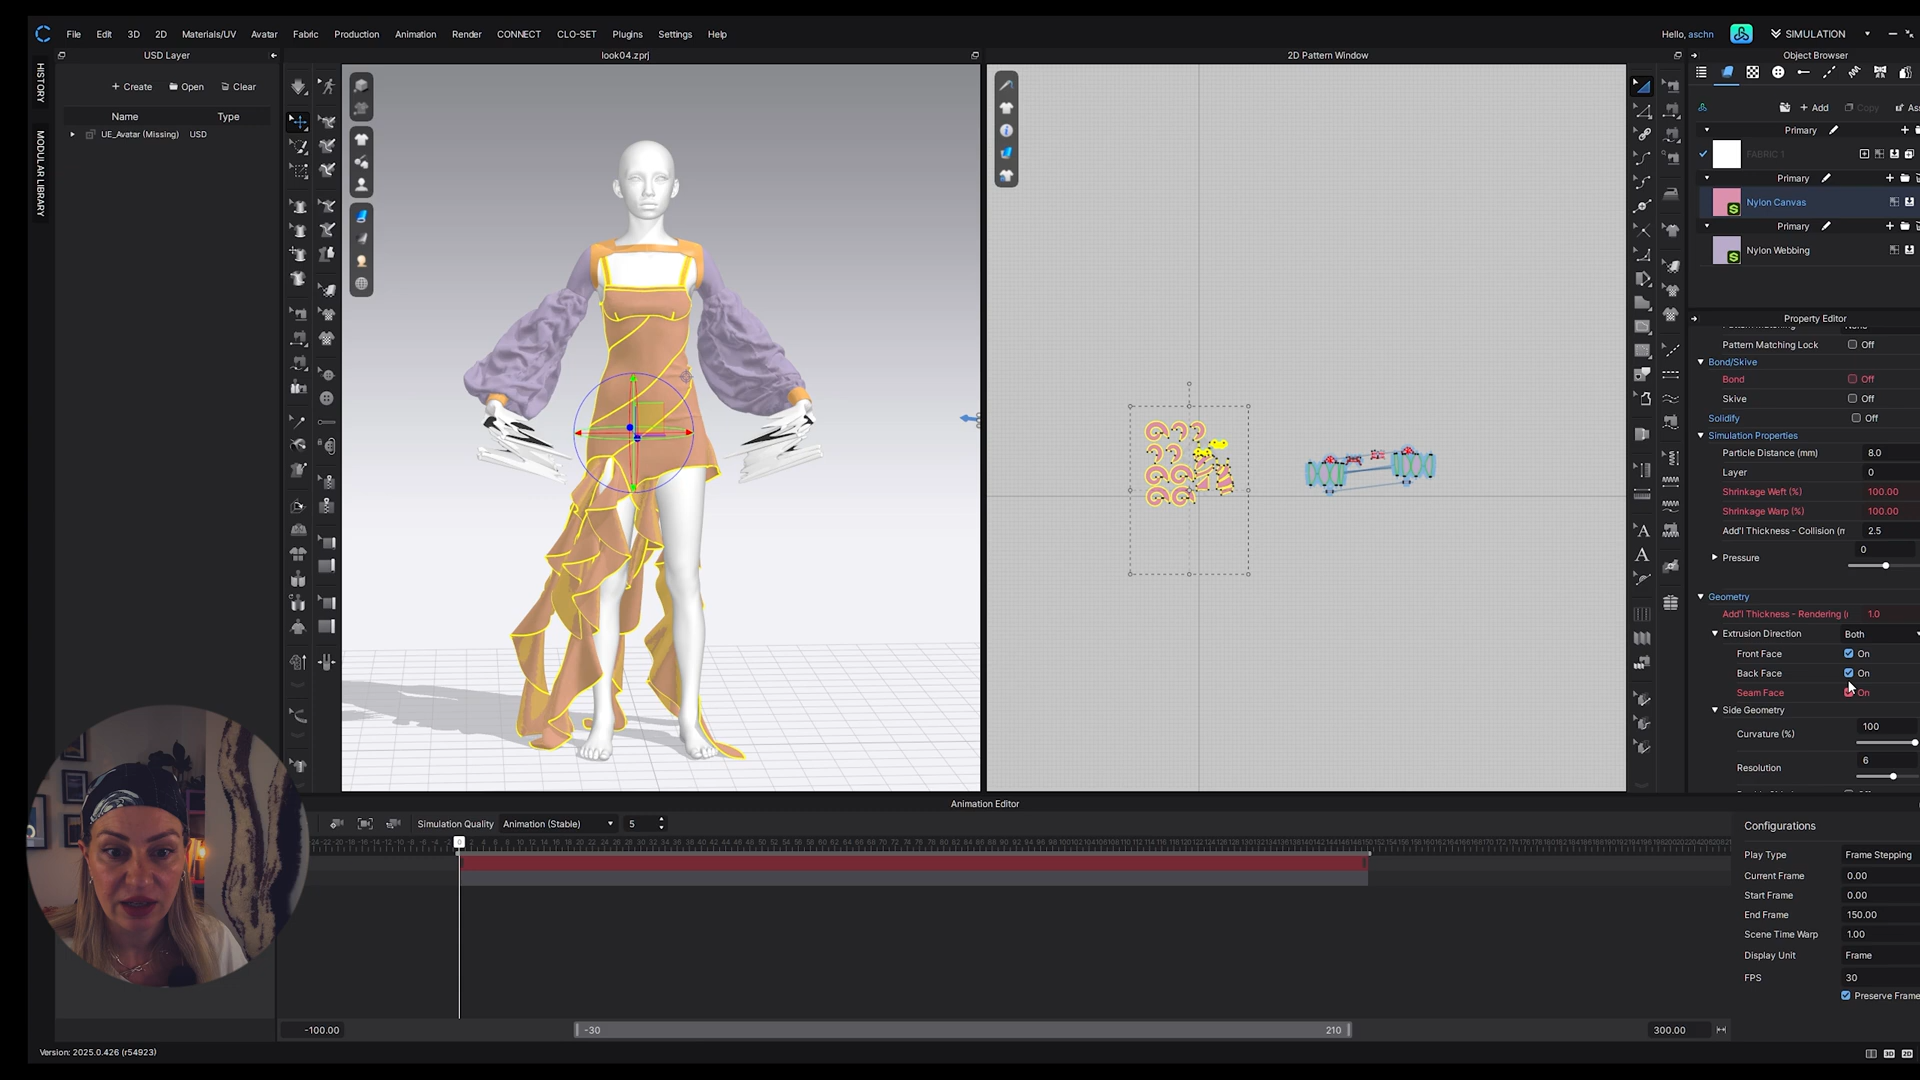 File Edit 3D 2D Materials/UV Avatar Fabric Production Animation Render CONNECT CLO-SET Plugins Settings Help
Hello, aschn
SIMULATION
USD Layer
look04.zprj
2D Pattern Window
Object Browser
HISTORY
MODULAR LIBRARY
+ Create Open Clear
Name Type
UE_Avatar (Missing) USD
+ Add Copy
Primary
FABRIC 1
Primary
Nylon Canvas
Primary
Nylon Webbing
Property Editor
Pattern Matching Lock Off
Bond/Skive
Bond Off
Skive Off
Solidify Off
Simulation Properties
Particle Distance (mm) 8.0
Layer 0
Shrinkage Weft (%) 100.00
Shrinkage Warp (%) 100.00
Add'l Thickness - Collision (n 2.5
Pressure 0
Geometry
Add'l Thickness - Rendering ( 1.0
Extrusion Direction Both
Front Face On
Back Face On
Seam Face On
Side Geometry
Curvature (%) 100
Resolution 6
Animation Editor
Simulation Quality Animation (Stable) 5
0
Configurations
Play Type Frame Stepping
Current Frame 0.00
Start Frame 0.00
End Frame 150.00
Scene Time Warp 1.00
Display Unit Frame
FPS 30
Preserve Frame
-100.00 -30 210 300.00
Version: 2025.0.426 (r54923)
3D 2D